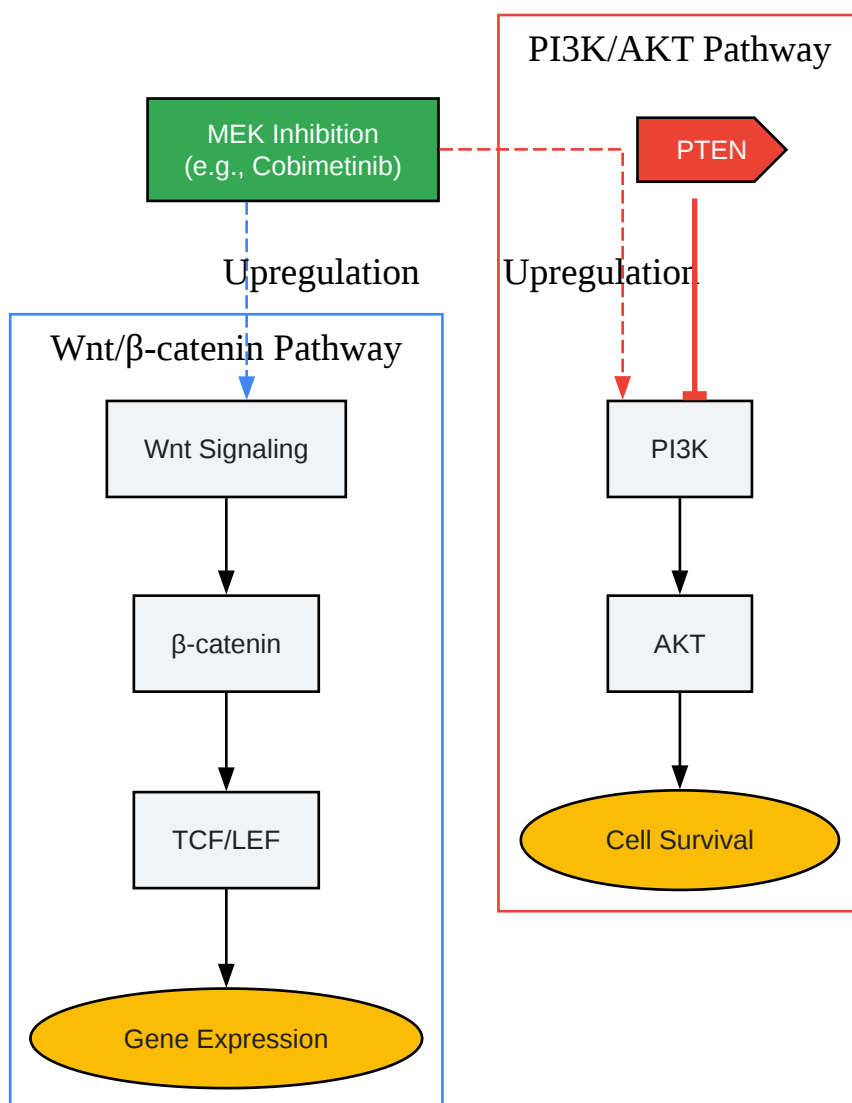 PI3K/AKT Pathway
MEK Inhibition
(e.g., Cobimetinib)
PTEN
Upregulation
Upregulation
Wnt/β-catenin Pathway
Wnt Signaling
PI3K
β-catenin
AKT
TCF/LEF
Cell Survival
Gene Expression